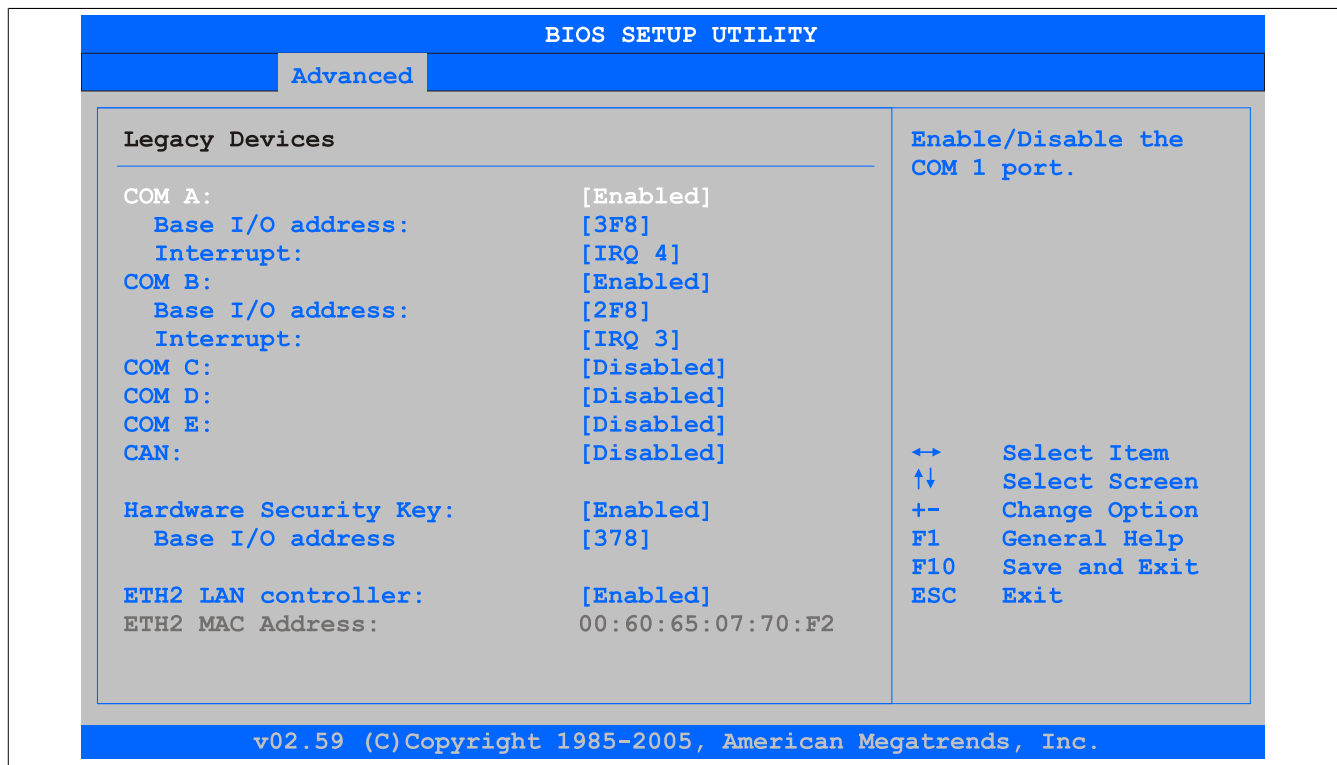 BIOS SETUP UTILITY
Advanced
Legacy Devices
COM A: [Enabled]
Base I/O address: [3F8]
Interrupt: [IRQ 4]
COM B: [Enabled]
Base I/O address: [2F8]
Interrupt: [IRQ 3]
COM C: [Disabled]
COM D: [Disabled]
COM E: [Disabled]
CAN: [Disabled]
Hardware Security Key: [Enabled]
Base I/O address [378]
ETH2 LAN controller: [Enabled]
ETH2 MAC Address: 00:60:65:07:70:F2
Enable/Disable the
COM 1 port.
↔ Select Item
↑↓ Select Screen
+- Change Option
F1 General Help
F10 Save and Exit
ESC Exit
v02.59 (C)Copyright 1985-2005, American Megatrends, Inc.